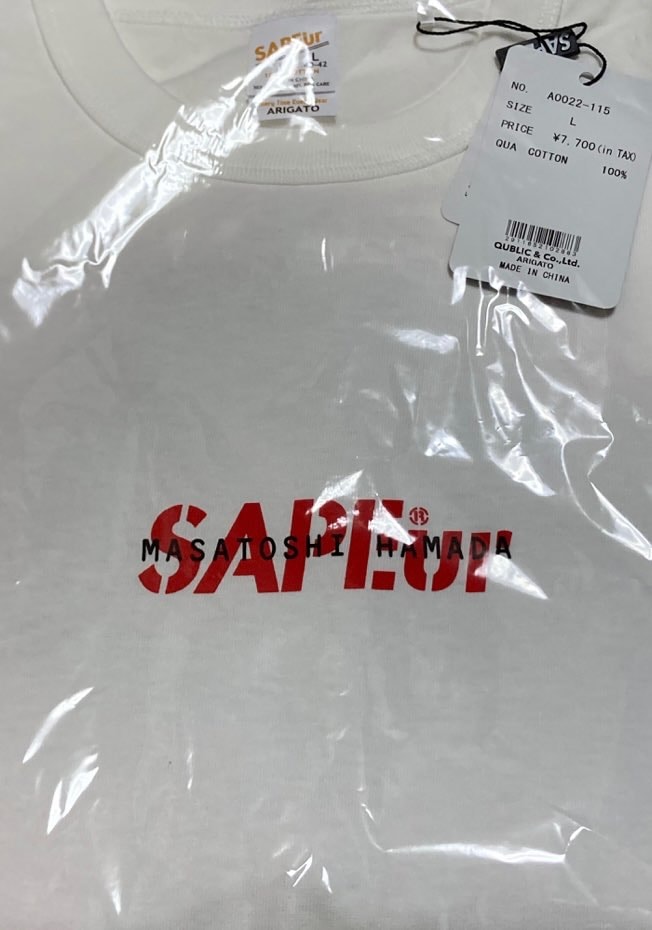 SAPEur
L
ARIGATO
NO. A0022-115
SIZE L
PRICE ¥7,700(in TAX)
QUA COTTON 100%
QUBLIC & Co.,Ltd.
ARIGATO
MADE IN CHINA
SAPEur
MASATOSHI HAMADA